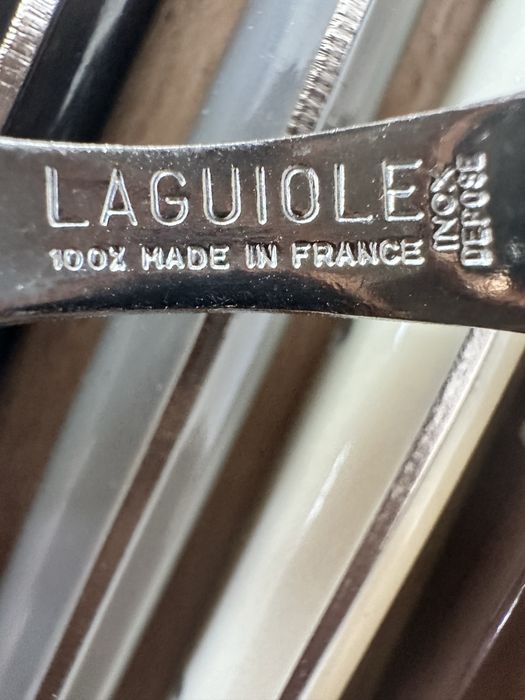 LAGUIOLE
100% MADE IN FRANCE
INOX
DEPOSE